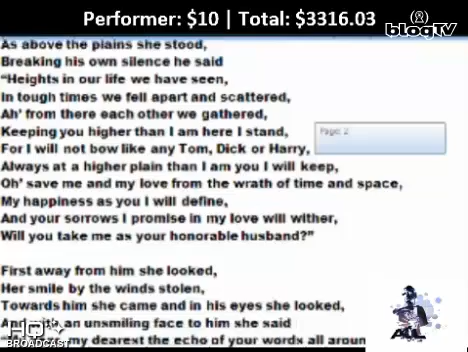 Performer: $10 | Total: $3316.03
blogTV
As above the plains she stood,
Breaking his own silence he said
“Heights in our life we have seen,
In tough times we fell apart and scattered,
Ah’ from there each other we gathered,
Keeping you higher than I am here I stand,
Page: 2
For I will not bow like any Tom, Dick or Harry,
Always at a higher plain than I am you I will keep,
Oh’ save me and my love from the wrath of time and space,
My happiness as you I will define,
And your sorrows I promise in my love will wither,
Will you take me as your honorable husband?”
First away from him she looked,
Her smile by the winds stolen,
Towards him she came and in his eyes she looked,
an unsmiling face to him she said
HQ
BROADCAST
my dearest the echo of your words all aroun